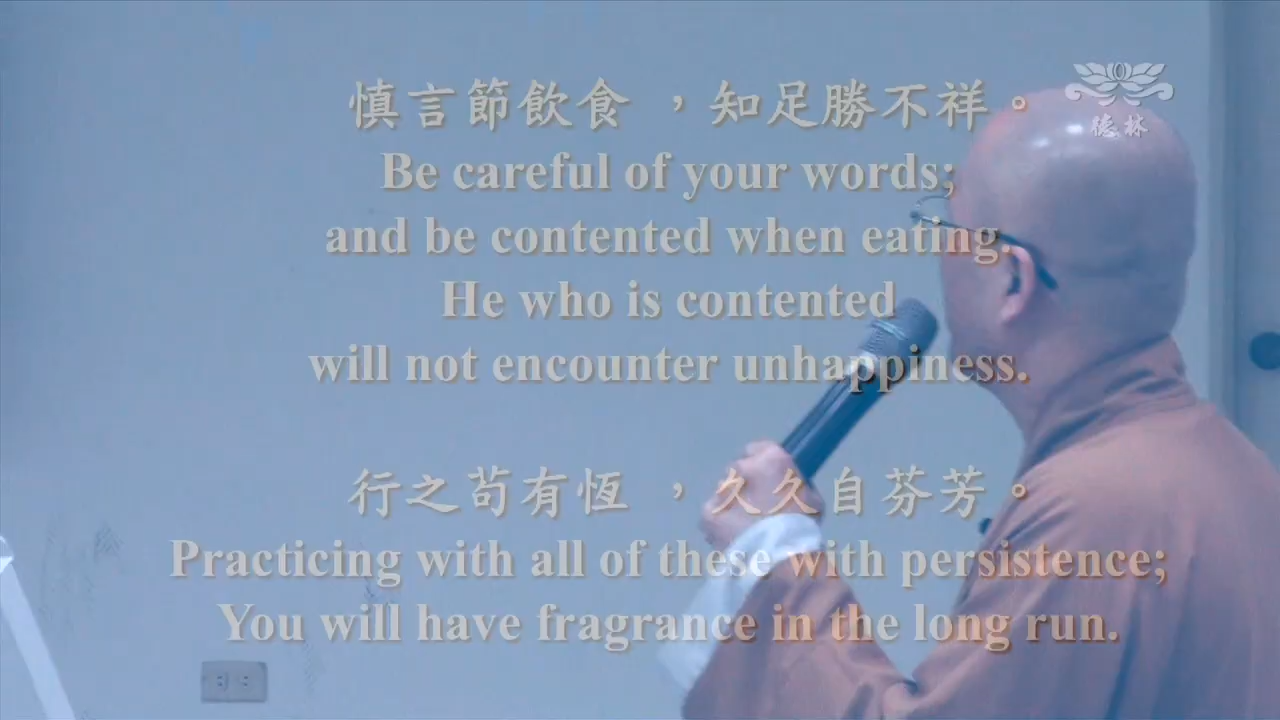 慎言節飲食 ，知足勝不祥。
德林
Be careful of your words;
and be contented when eating.
He who is contented
will not encounter unhappiness.
行之苟有恆 ，久久自芬芳。
Practicing with all of these with persistence;
You will have fragrance in the long run.